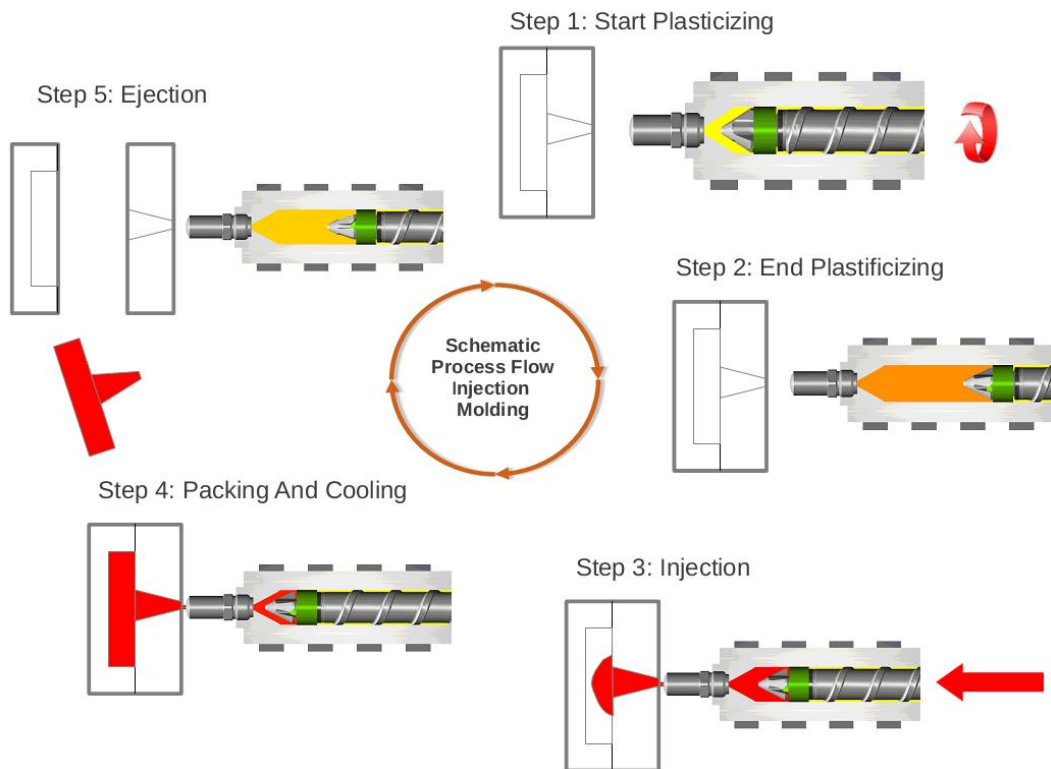 Step 1: Start Plasticizing
Step 5: Ejection
Step 2: End Plastificizing
Schematic
Process Flow
Injection
Molding
Step 4: Packing And Cooling
Step 3: Injection